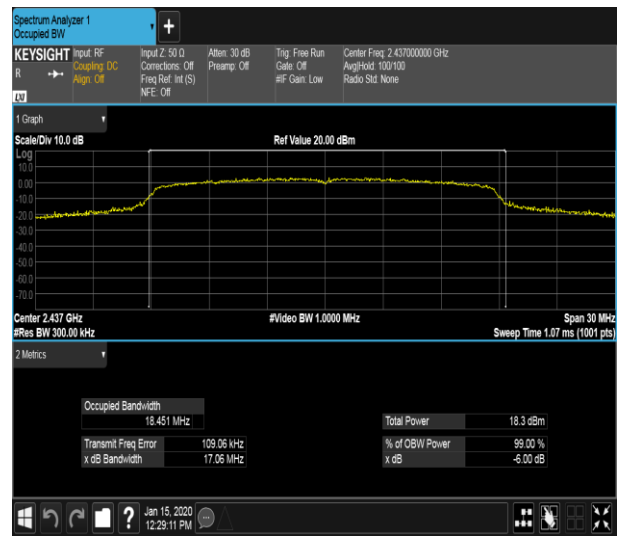 Spectrum Analyzer 1
Occupied BW
+
KEYSIGHT Input: RF Input Z: 50 Ω Atten: 30 dB Trig: Free Run Center Freq: 2.437000000 GHz
R Coupling: DC Corrections: Off Preamp: Off Gate: Off Avg|Hold: 100/100
Align: Off Freq Ref: Int (S) #IF Gain: Low Radio Std: None
LXI NFE: Off
1 Graph
Scale/Div 10.0 dB Ref Value 20.00 dBm
Log
10.0
0.00
-10.0
-20.0
-30.0
-40.0
-50.0
-60.0
-70.0
Center 2.437 GHz #Video BW 1.0000 MHz Span 30 MHz
#Res BW 300.00 kHz Sweep Time 1.07 ms (1001 pts)
2 Metrics
Occupied Bandwidth
18.451 MHz Total Power 18.3 dBm
Transmit Freq Error 109.06 kHz % of OBW Power 99.00 %
x dB Bandwidth 17.06 MHz x dB -6.00 dB
? Jan 15, 2020
12:29:11 PM